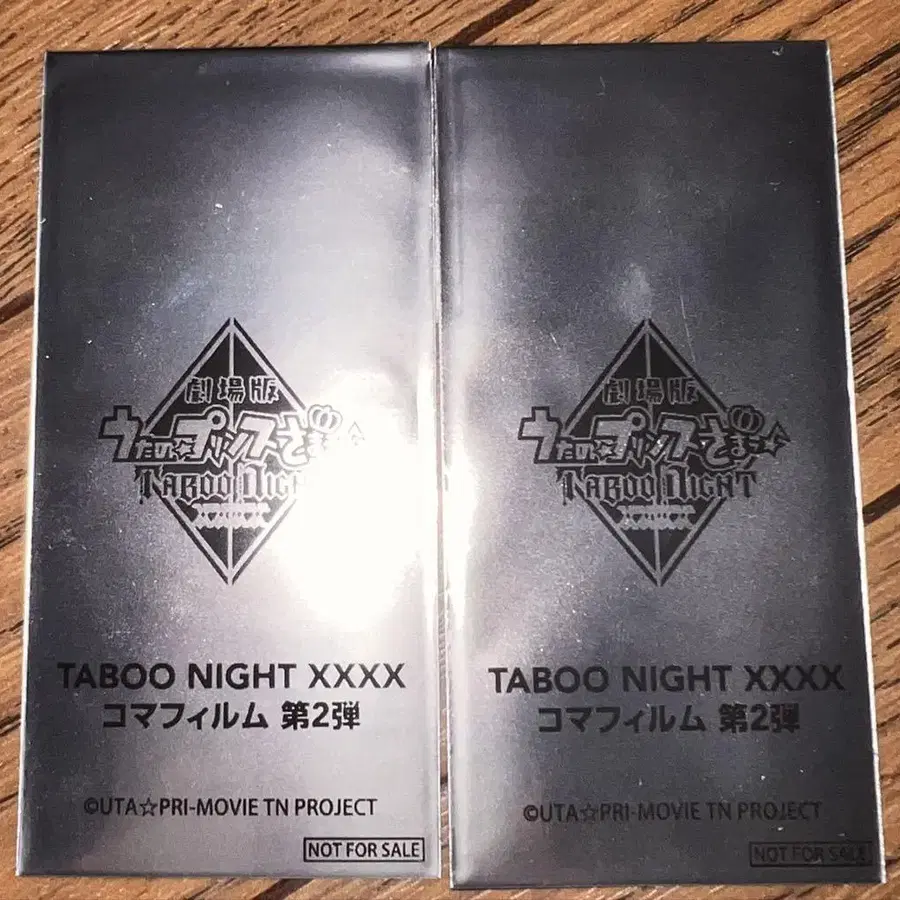 劇場版
うたの☆プリンスさまっ♪
TABOO NIGHT
TABOO NIGHT XXXX
コマフィルム 第2弾
©UTA☆PRI-MOVIE TN PROJECT
NOT FOR SALE
劇場版
うたの☆プリンスさまっ♪
TABOO NIGHT
TABOO NIGHT XXXX
コマフィルム 第2弾
©UTA☆PRI-MOVIE TN PROJECT
NOT FOR SALE